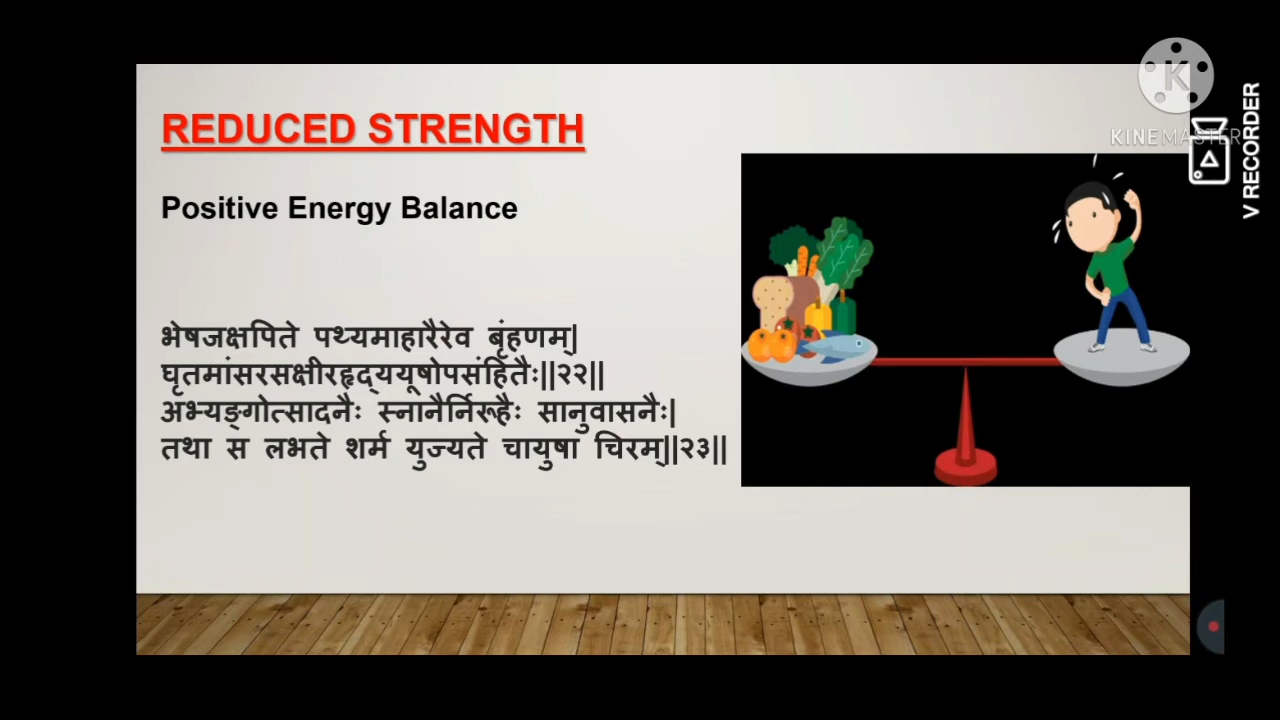 REDUCED STRENGTH
Positive Energy Balance
भेषजक्षपिते पथ्यमाहारैरेव बृंहणम्|
घृतमांसरसक्षीरहृद्ययूषोपसंहितैः||२२||
अभ्यङ्गोत्सादनैः स्नानैर्निरूहैः सानुवासनैः|
तथा स लभते शर्म युज्यते चायुषा चिरम्||२३||
K
KINEMASTER
V RECORDER